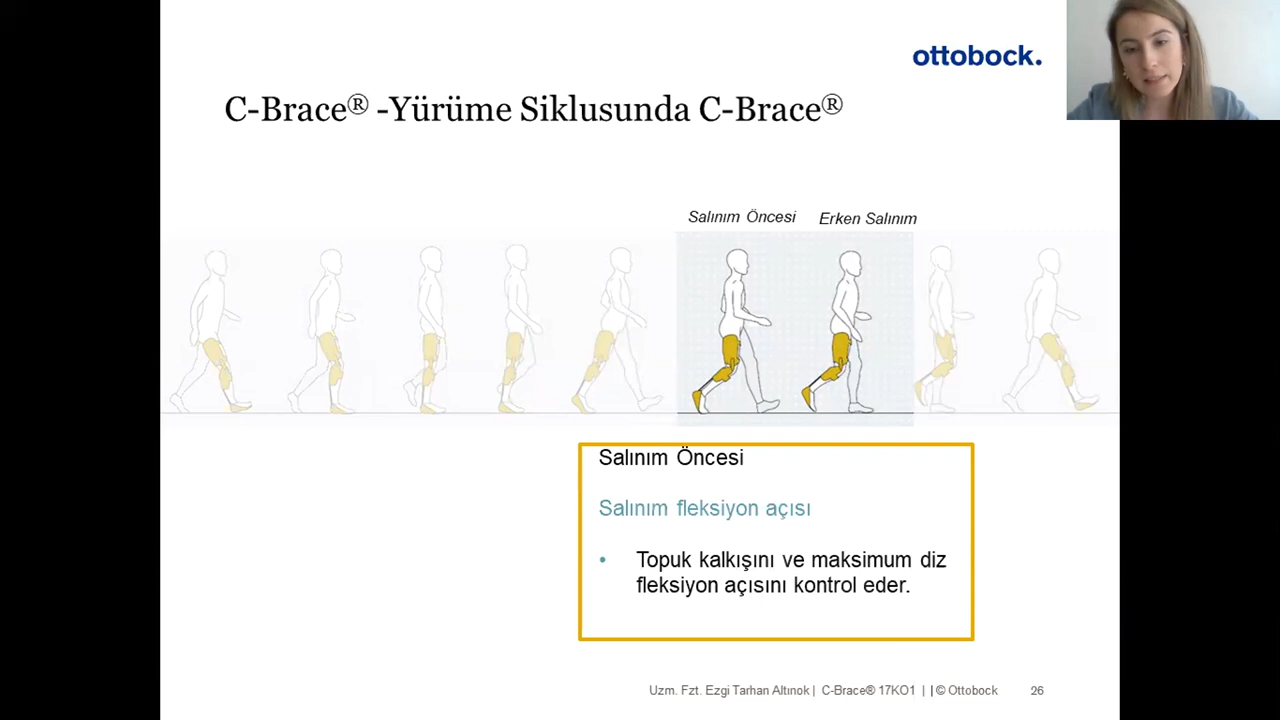 ottobock.
C-Brace® -Yürüme Siklusunda C-Brace®
Salınım Öncesi
Erken Salınım
Salınım Öncesi
Salınım fleksiyon açısı
• Topuk kalkışını ve maksimum diz
fleksiyon açısını kontrol eder.
Uzm. Fzt. Ezgi Tarhan Altınok | C-Brace® 17KO1 | | © Ottobock 26